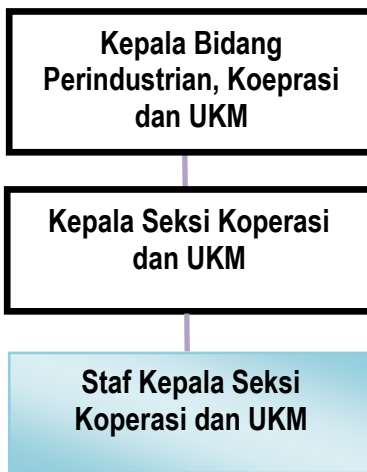 Kepala Bidang
Perindustrian, Koeprasi
dan UKM
Kepala Seksi Koperasi
dan UKM
Staf Kepala Seksi
Koperasi dan UKM